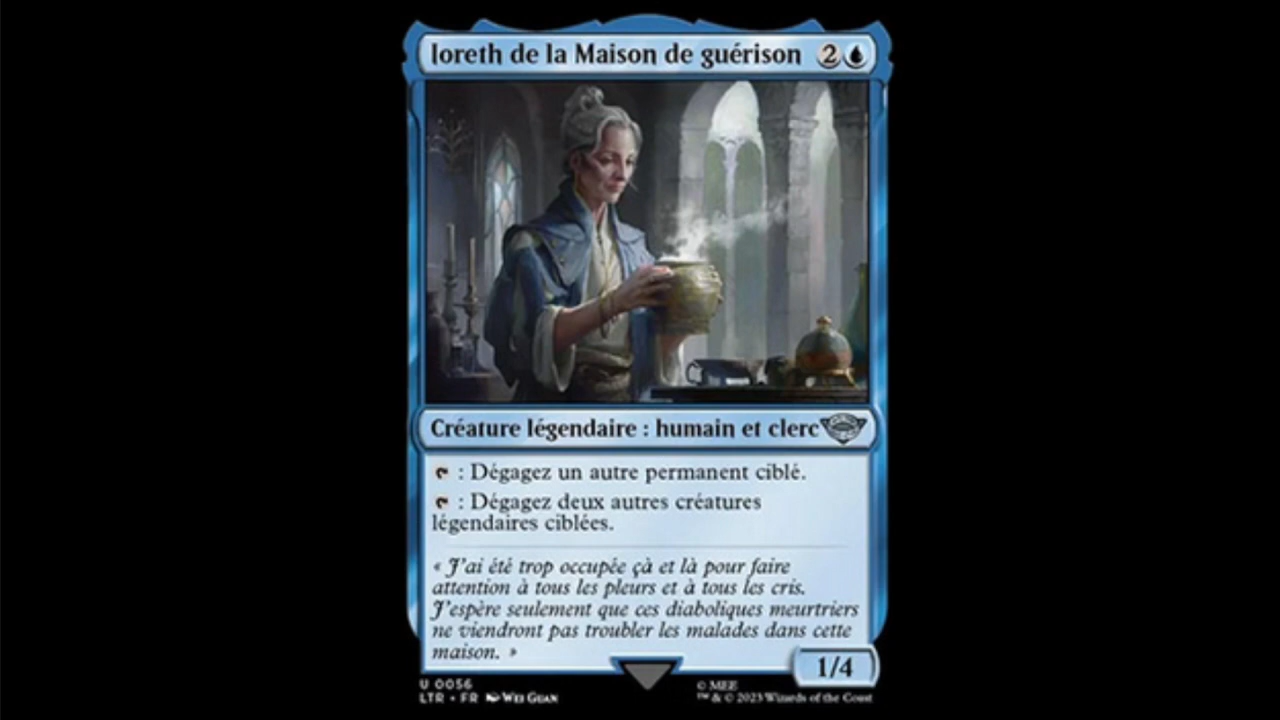 Ioreth de la Maison de guérison 2
Créature légendaire : humain et clerc
: Dégagez un autre permanent ciblé.
: Dégagez deux autres créatures
légendaires ciblées.
« J'ai été trop occupée çà et là pour faire
attention à tous les pleurs et à tous les cris.
J'espère seulement que ces diaboliques meurtriers
ne viendront pas troubler les malades dans cette
maison. »
1/4
U 0056
LTR • FR Wei Guan
© MEE
™ & © 2023 Wizards of the Coast